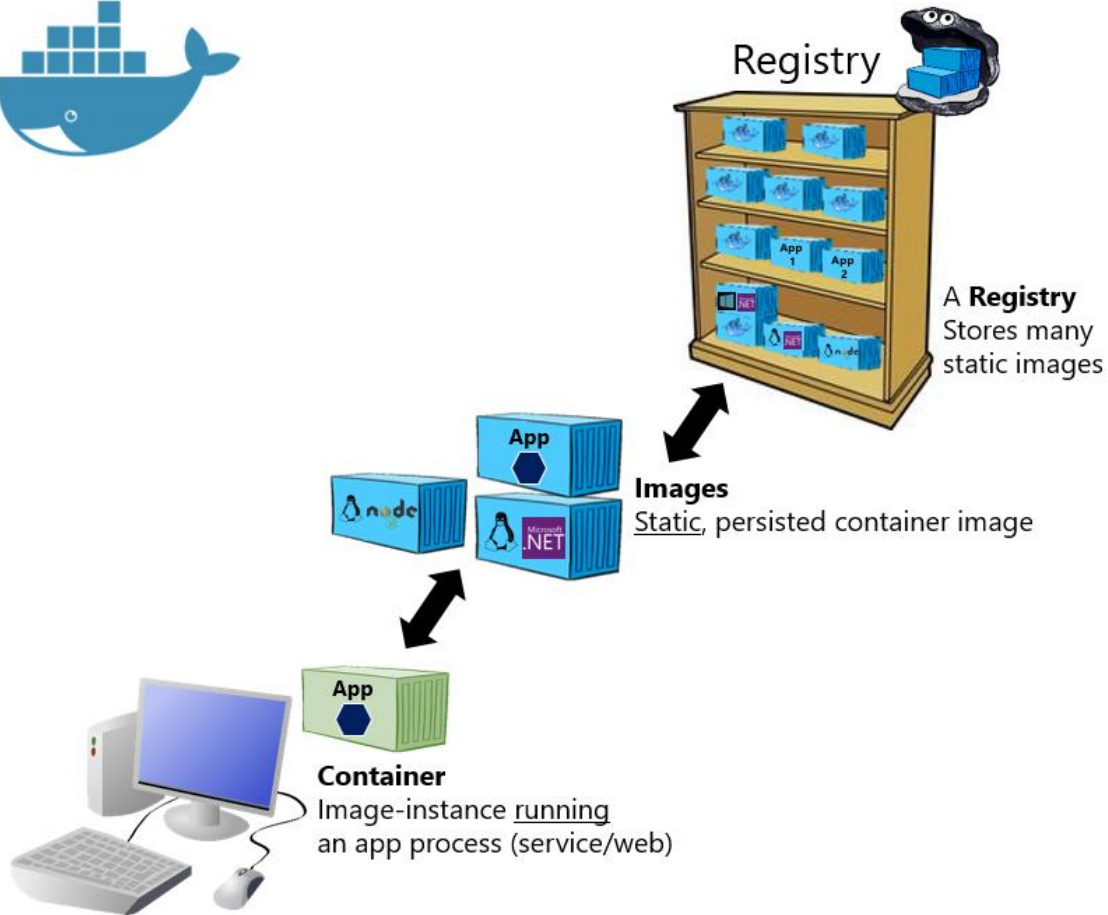 Registry
App
1
App
2
.NET
.NET
node
A Registry
Stores many
static images
App
node
Microsoft
.NET
Images
Static, persisted container image
App
Container
Image-instance running
an app process (service/web)